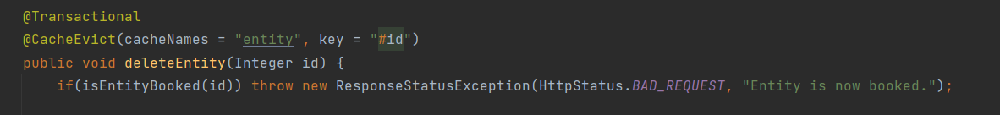 @Transactional
@CacheEvict(cacheNames = "entity", key = "#id")
public void deleteEntity(Integer id) {
if(isEntityBooked(id)) throw new ResponseStatusException(HttpStatus.BAD_REQUEST, "Entity is now booked.");